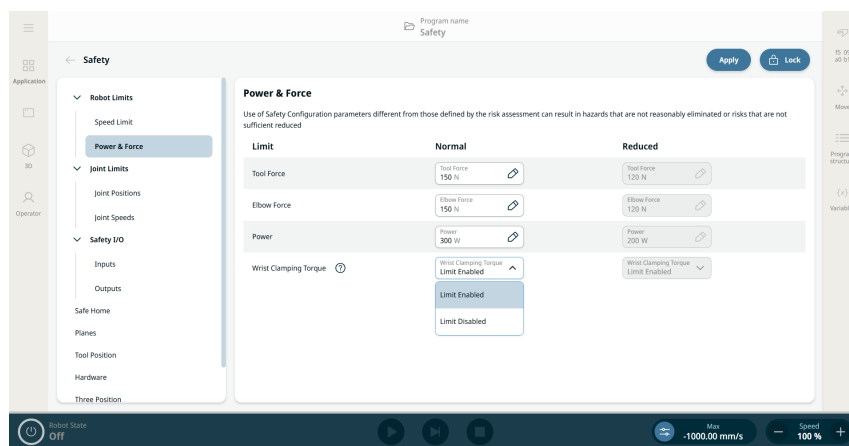 Program name
Safety
Safety
Apply
Lock
Application
3D
Operator
Robot Limits
Speed Limit
Power & Force
Joint Limits
Joint Positions
Joint Speeds
Safety I/O
Inputs
Outputs
Safe Home
Planes
Tool Position
Hardware
Three Position
Power & Force
Use of Safety Configuration parameters different from those defined by the risk assessment can result in hazards that are not reasonably eliminated or risks that are not
sufficient reduced
Limit Normal Reduced
Tool Force
Tool Force
150 N
Tool Force
120 N
Elbow Force
Elbow Force
150 N
Elbow Force
120 N
Power
Power
300 W
Power
200 W
Wrist Clamping Torque
Wrist Clamping Torque
Limit Enabled
Wrist Clamping Torque
Limit Enabled
Limit Enabled
Limit Disabled
Move
Progra
structu
{x}
Variabl
Robot State
Off
Max
-1000.00 mm/s
Speed
100 %